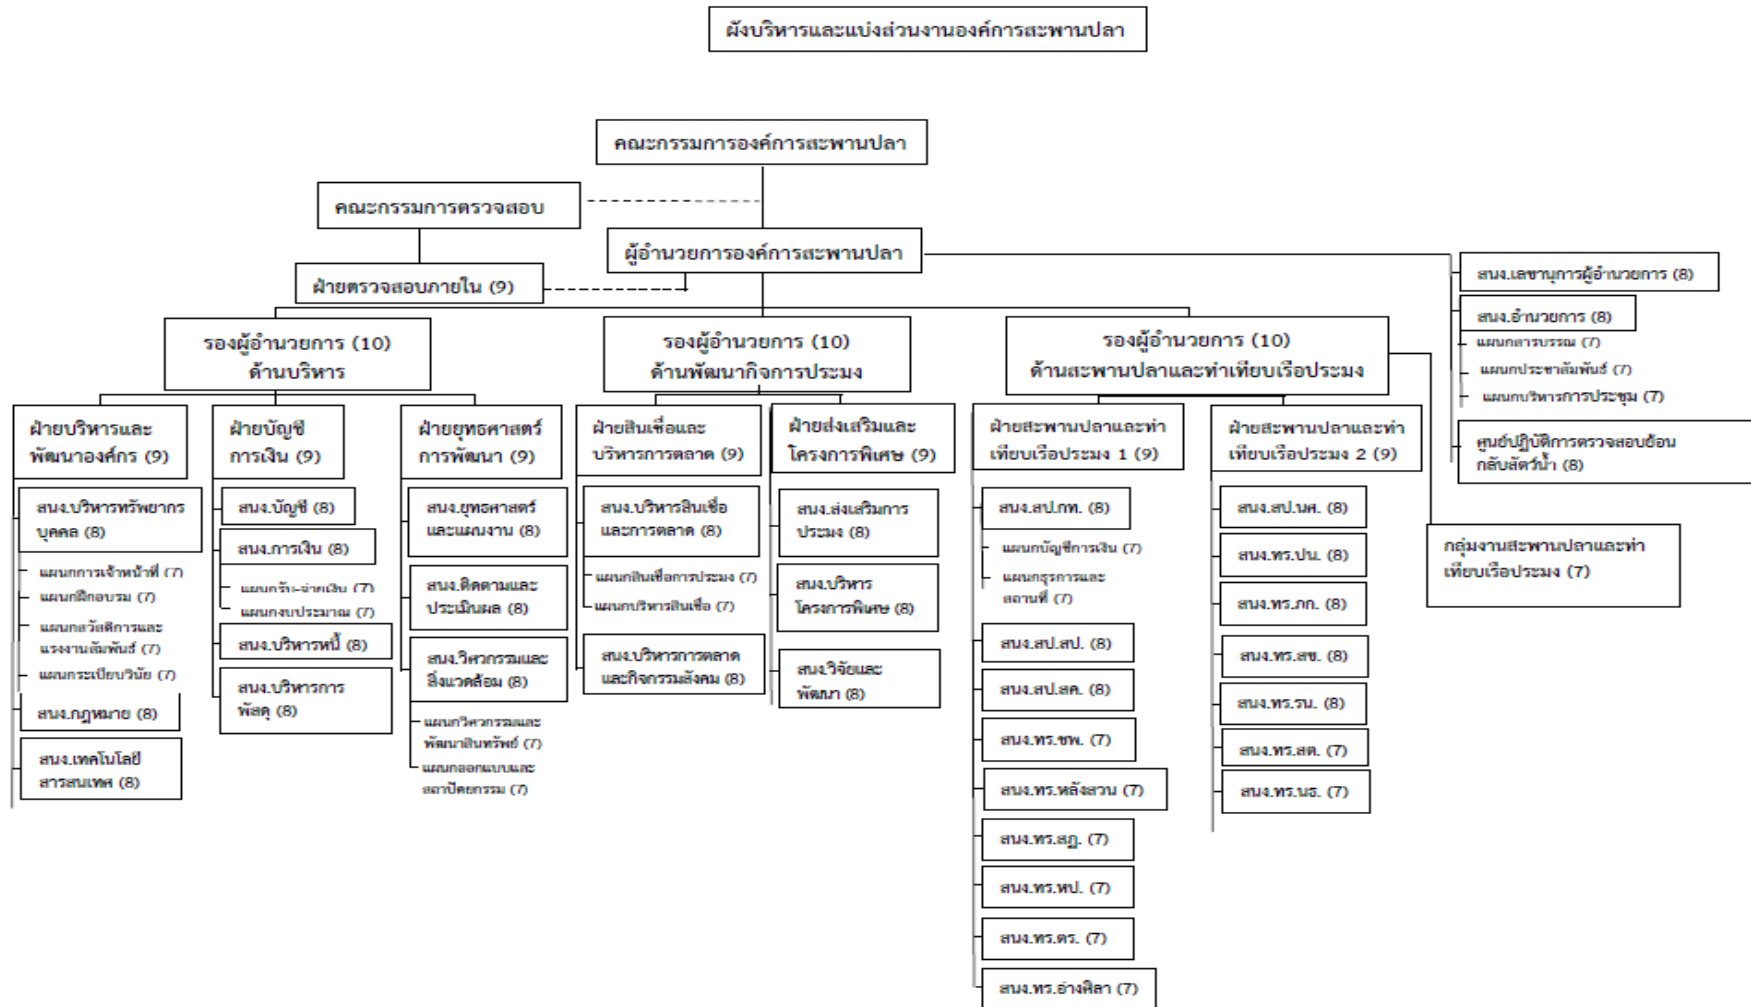 ผังบริหารและแบ่งส่วนงานองค์การสะพานปลา
คณะกรรมการองค์การสะพานปลา
คณะกรรมการตรวจสอบ
ผู้อำนวยการองค์การสะพานปลา
ฝ่ายตรวจสอบภายใน (9)
สนง.เลขานุการผู้อำนวยการ (8)
สนง.อำนวยการ (8)
แผนกสารบรรณ (7)
แผนกประชาสัมพันธ์ (7)
แผนกบริหารการประชุม (7)
ศูนย์ปฏิบัติการตรวจสอบย้อน
กลับสัตว์น้ำ (8)
รองผู้อำนวยการ (10)
ด้านบริหาร
รองผู้อำนวยการ (10)
ด้านพัฒนากิจการประมง
รองผู้อำนวยการ (10)
ด้านสะพานปลาและท่าเทียบเรือประมง
กลุ่มงานสะพานปลาและท่า
เทียบเรือประมง (7)
ฝ่ายบริหารและ
พัฒนาองค์กร (9)
สนง.บริหารทรัพยากร
บุคคล (8)
แผนกการเจ้าหน้าที่ (7)
แผนกฝึกอบรม (7)
แผนกสวัสดิการและ
แรงงานสัมพันธ์ (7)
แผนกระเบียบวินัย (7)
สนง.กฎหมาย (8)
สนง.เทคโนโลยี
สารสนเทศ (8)
ฝ่ายบัญชี
การเงิน (9)
สนง.บัญชี (8)
สนง.การเงิน (8)
แผนกรับ-จ่ายเงิน (7)
แผนกงบประมาณ (7)
สนง.บริหารหนี้ (8)
สนง.บริหารการ
พัสดุ (8)
ฝ่ายยุทธศาสตร์
การพัฒนา (9)
สนง.ยุทธศาสตร์
และแผนงาน (8)
สนง.ติดตามและ
ประเมินผล (8)
สนง.วิศวกรรมและ
สิ่งแวดล้อม (8)
แผนกวิศวกรรมและ
พัฒนาสินทรัพย์ (7)
แผนกออกแบบและ
สถาปัตยกรรม (7)
ฝ่ายสินเชื่อและ
บริหารการตลาด (9)
สนง.บริหารสินเชื่อ
และการตลาด (8)
แผนกสินเชื่อการประมง (7)
แผนกบริหารสินเชื่อ (7)
สนง.บริหารการตลาด
และกิจกรรมสังคม (8)
ฝ่ายส่งเสริมและ
โครงการพิเศษ (9)
สนง.ส่งเสริมการ
ประมง (8)
สนง.บริหาร
โครงการพิเศษ (8)
สนง.วิจัยและ
พัฒนา (8)
ฝ่ายสะพานปลาและท่า
เทียบเรือประมง 1 (9)
สนง.สป.กท. (8)
แผนกบัญชีการเงิน (7)
แผนกธุรการและ
สถานที่ (7)
สนง.สป.สป. (8)
สนง.สป.สค. (8)
สนง.ทร.ชพ. (7)
สนง.ทร.หลังสวน (7)
สนง.ทร.สฎ. (7)
สนง.ทร.หป. (7)
สนง.ทร.ตร. (7)
สนง.ทร.อ่างศิลา (7)
ฝ่ายสะพานปลาและท่า
เทียบเรือประมง 2 (9)
สนง.สป.นศ. (8)
สนง.ทร.ปน. (8)
สนง.ทร.ภก. (8)
สนง.ทร.สข. (8)
สนง.ทร.รน. (8)
สนง.ทร.สต. (7)
สนง.ทร.นธ. (7)